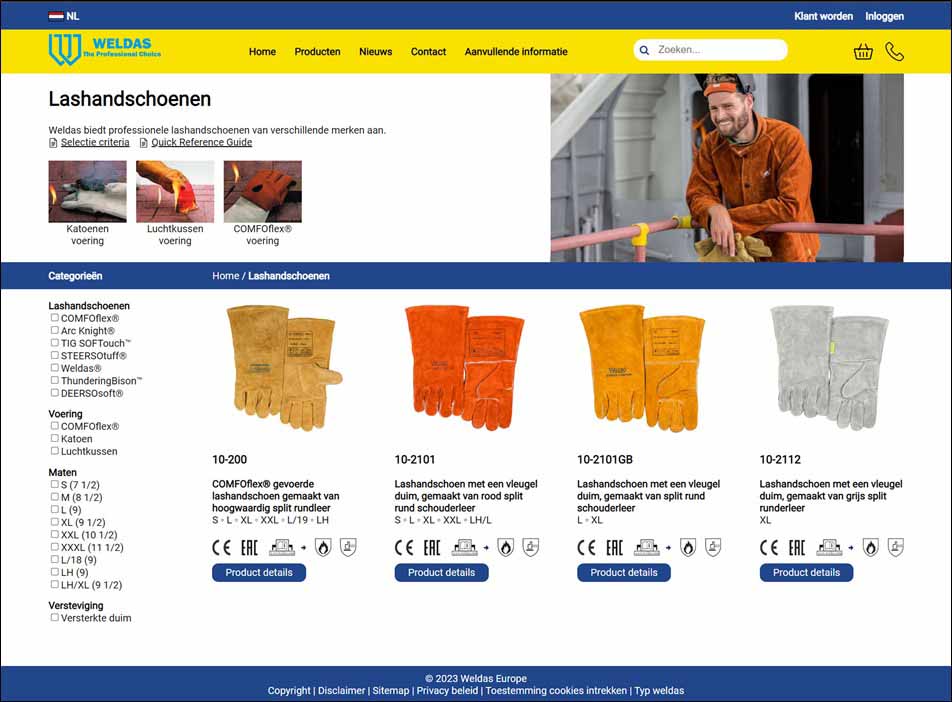 NL
Klant worden Inloggen
WELDAS
The Professional Choice
Home Producten Nieuws Contact Aanvullende informatie
Zoeken...
Lashandschoenen
Weldas biedt professionele lashandschoenen van verschillende merken aan.
Selectie criteria Quick Reference Guide
Katoenen
voering
Luchtkussen
voering
COMFOflex®
voering
Categorieën
Home / Lashandschoenen
Lashandschoenen
COMFOflex®
Arc Knight®
TIG SOFTouch™
STEERSOtuff®
Weldas®
ThunderingBison™
DEERSOsoft®
Voering
COMFOflex®
Katoen
Luchtkussen
Maten
S (7 1/2)
M (8 1/2)
L (9)
XL (9 1/2)
XXL (10 1/2)
XXXL (11 1/2)
L/18 (9)
LH (9)
LH/XL (9 1/2)
Versteviging
Versterkte duim
10-200
COMFOflex® gevoerde
lashandschoen gemaakt van
hoogwaardig split rundleer
S ◦ L ◦ XL ◦ XXL ◦ L/19 ◦ LH
CE EAC
Product details
10-2101
Lashandschoen met een vleugel
duim, gemaakt van rood split
rund schouderleer
S ◦ L ◦ XL ◦ XXL ◦ LH/L
CE EAC
Product details
10-2101GB
Lashandschoen met een vleugel
duim, gemaakt van split rund
schouderleer
L ◦ XL
CE EAC
Product details
10-2112
Lashandschoen met een vleugel
duim, gemaakt van grijs split
runderleer
XL
CE EAC
Product details
© 2023 Weldas Europe
Copyright | Disclaimer | Sitemap | Privacy beleid | Toestemming cookies intrekken | Typ weldas